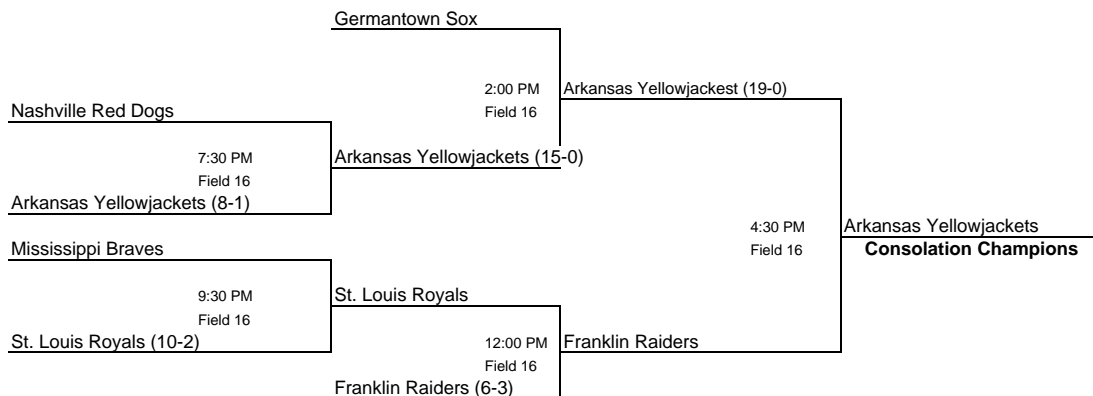 Germantown Sox
2:00 PM
Arkansas Yellowjackest (19-0)
Field 16
Nashville Red Dogs
7:30 PM
Arkansas Yellowjackets (15-0)
Field 16
Arkansas Yellowjackets (8-1)
4:30 PM
Arkansas Yellowjackets
Field 16
Consolation Champions
Mississippi Braves
9:30 PM
St. Louis Royals
Field 16
St. Louis Royals (10-2)
12:00 PM
Franklin Raiders
Field 16
Franklin Raiders (6-3)